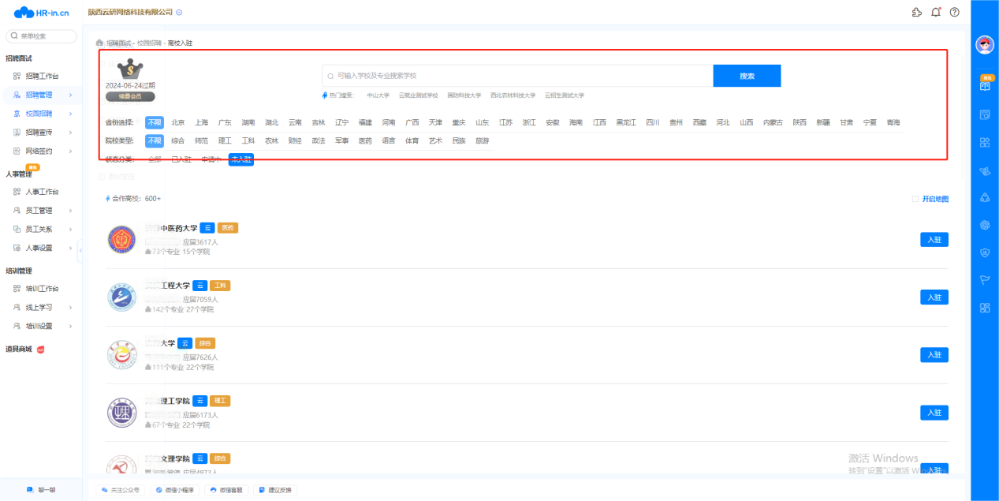 HR-in.cn
陕西云研网络科技有限公司
菜单检索
招聘面试 - 校园招聘 - 高校入驻
招聘面试
招聘工作台
招聘管理
校园招聘
招聘宣传
网络签约
人事管理
人事工作台
员工管理
员工关系
人事设置
培训管理
培训工作台
线上学习
培训设置
道具商城
聊一聊
2024-06-24过期
续费会员
可输入学校及专业搜索学校
搜索
热门搜索: 中山大学 云就业测试学校 国防科技大学 西北农林科技大学 云招生测试大学
省份选择: 不限 北京 上海 广东 湖南 湖北 云南 吉林 辽宁 福建 河南 广西 天津 重庆 山东 江苏 浙江 安徽 海南 江西 黑龙江 四川 贵州 西藏 河北 山西 内蒙古 陕西 新疆 甘肃 宁夏 青海
院校类型: 不限 综合 师范 理工 工科 农林 财经 政法 军事 医药 语言 体育 艺术 民族 旅游
状态分类: 全部 已入驻 申请中 未入驻
合作高校: 600+
开启地图
中医药大学 云 医药
应届3617人
73个专业 15个学院
入驻
工程大学 云 工科
应届7059人
142个专业 27个学院
入驻
大学 云 综合
应届7626人
111个专业 22个学院
入驻
理工学院 云 理工
应届6173人
67个专业 22个学院
入驻
文理学院 云 综合
应届4973人
入驻
激活 Windows
转到"设置"以激活 Windows。
关注公众号 微信小程序 微信客服 建议反馈